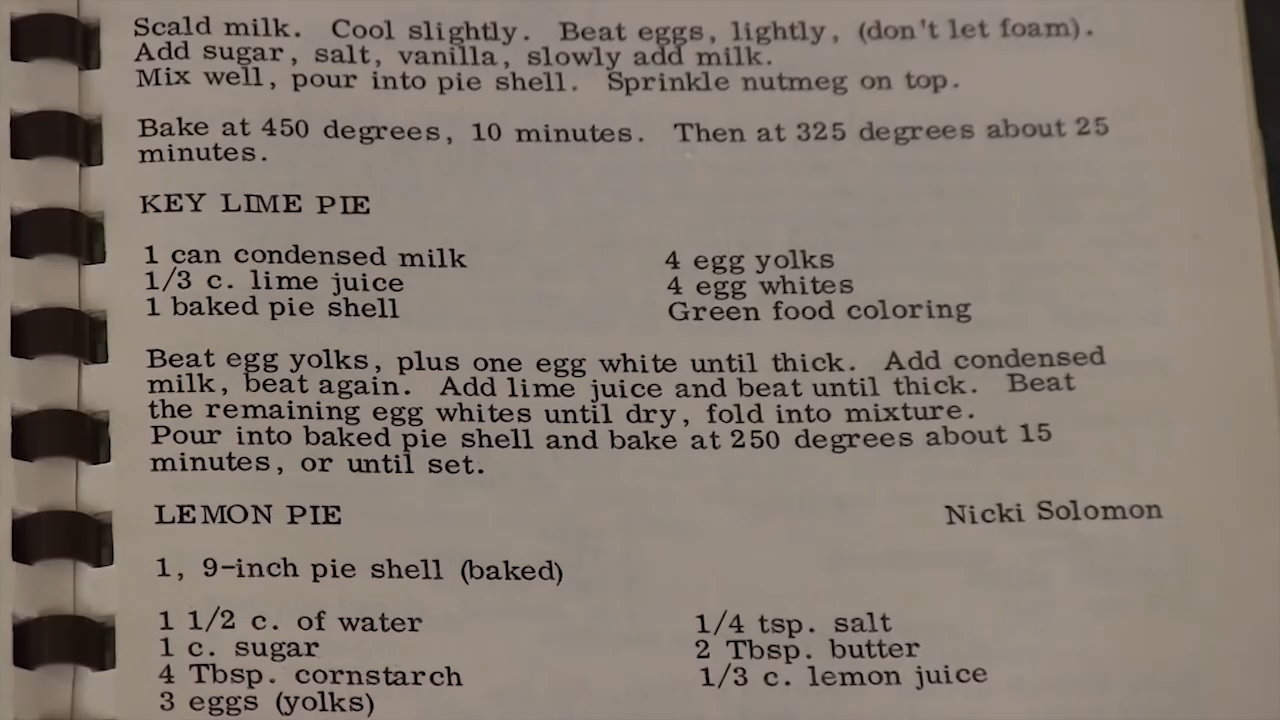 Scald milk. Cool slightly. Beat eggs, lightly, (don't let foam).
Add sugar, salt, vanilla, slowly add milk.
Mix well, pour into pie shell. Sprinkle nutmeg on top.
Bake at 450 degrees, 10 minutes. Then at 325 degrees about 25
minutes.
KEY LIME PIE
1 can condensed milk 4 egg yolks
1/3 c. lime juice 4 egg whites
1 baked pie shell Green food coloring
Beat egg yolks, plus one egg white until thick. Add condensed
milk, beat again. Add lime juice and beat until thick. Beat
the remaining egg whites until dry, fold into mixture.
Pour into baked pie shell and bake at 250 degrees about 15
minutes, or until set.
LEMON PIE Nicki Solomon
1, 9-inch pie shell (baked)
1 1/2 c. of water 1/4 tsp. salt
1 c. sugar 2 Tbsp. butter
4 Tbsp. cornstarch 1/3 c. lemon juice
3 eggs (yolks)